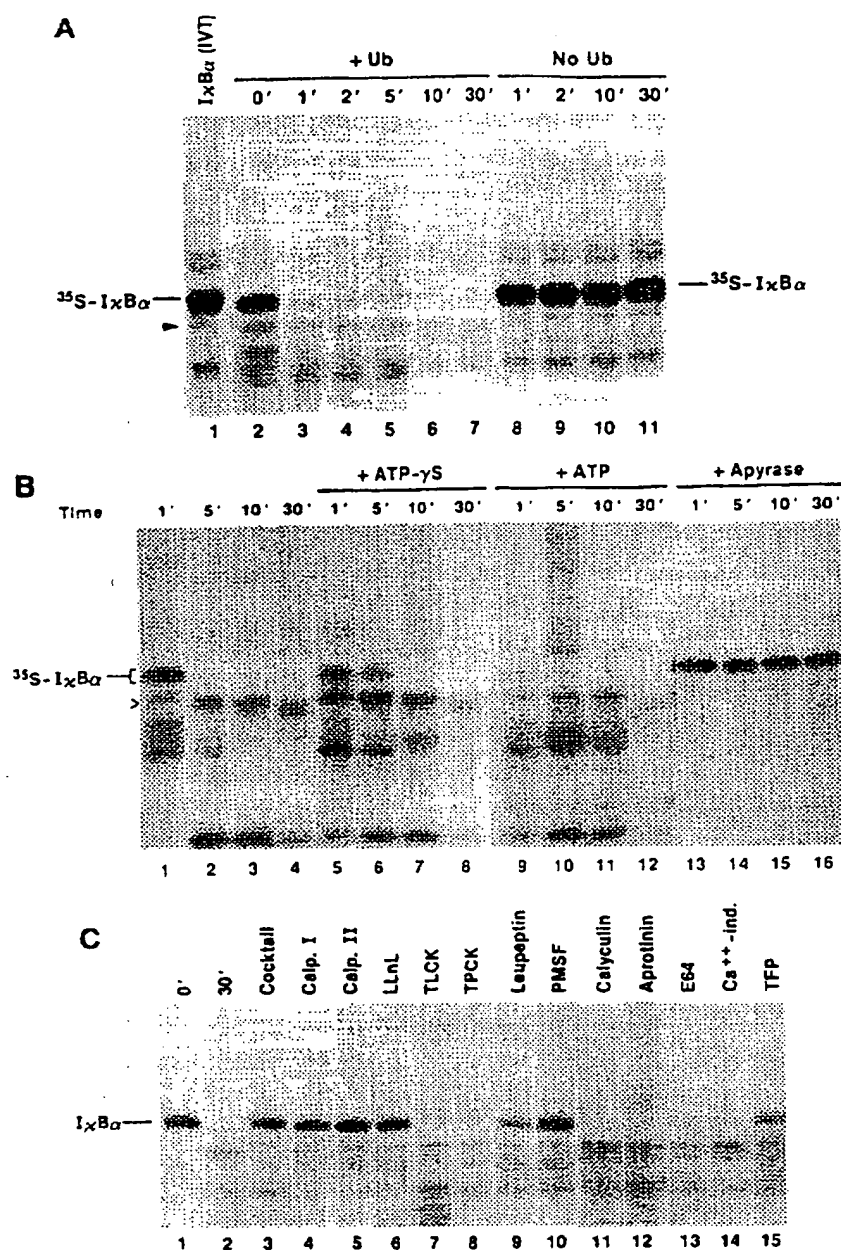 A
IϰBα (IVT)
+ Ub
No Ub
0' 1' 2' 5' 10' 30' 1' 2' 10' 30'
³⁵S-IϰBα
³⁵S-IϰBα
1 2 3 4 5 6 7 8 9 10 11
B
+ ATP-γS
+ ATP
+ Apyrase
Time 1' 5' 10' 30' 1' 5' 10' 30' 1' 5' 10' 30' 1' 5' 10' 30'
³⁵S-IϰBα
>
1 2 3 4 5 6 7 8 9 10 11 12 13 14 15 16
C
0' 30' Cocktail Calp. I Calp. II LLnL TLCK TPCK Leupeptin PMSF Calyculin Aprotinin E64 Ca⁺⁺-ind. TFP
IϰBα
1 2 3 4 5 6 7 8 9 10 11 12 13 14 15